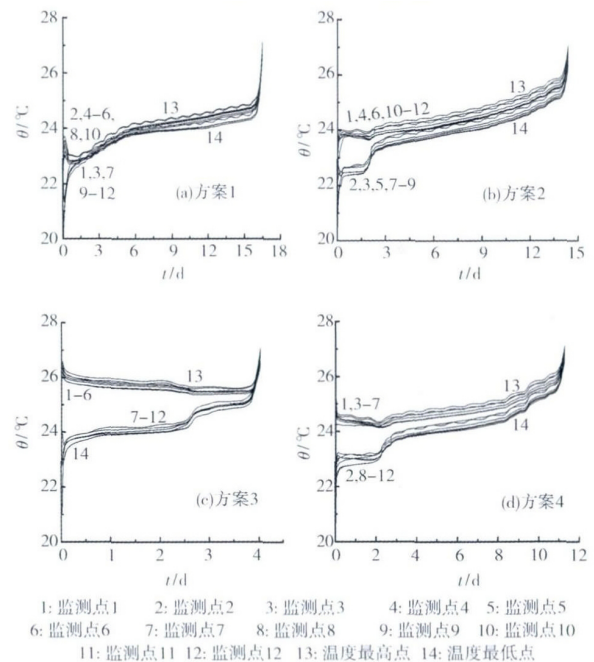 28
26
24
22
20
θ/℃
2,4-6,
8,10
13
14
1,3,7
9-12
(a)方案1
0 3 6 9 12 15 18
t/d
28
26
24
22
20
θ/℃
13
1,4,6,10-12
14
2,3,5,7-9
(b)方案2
0 3 6 9 12 15
t/d
28
26
24
22
20
θ/℃
13
1-6
7-12
14
(c)方案3
0 1 2 3 4
t/d
28
26
24
22
20
θ/℃
1,3-7
13
14
2,8-12
(d)方案4
0 2 4 6 8 10 12
t/d
1: 监测点1 2: 监测点2 3: 监测点3 4: 监测点4 5: 监测点5
6: 监测点6 7: 监测点7 8: 监测点8 9: 监测点9 10: 监测点10
11: 监测点11 12: 监测点12 13: 温度最高点 14: 温度最低点